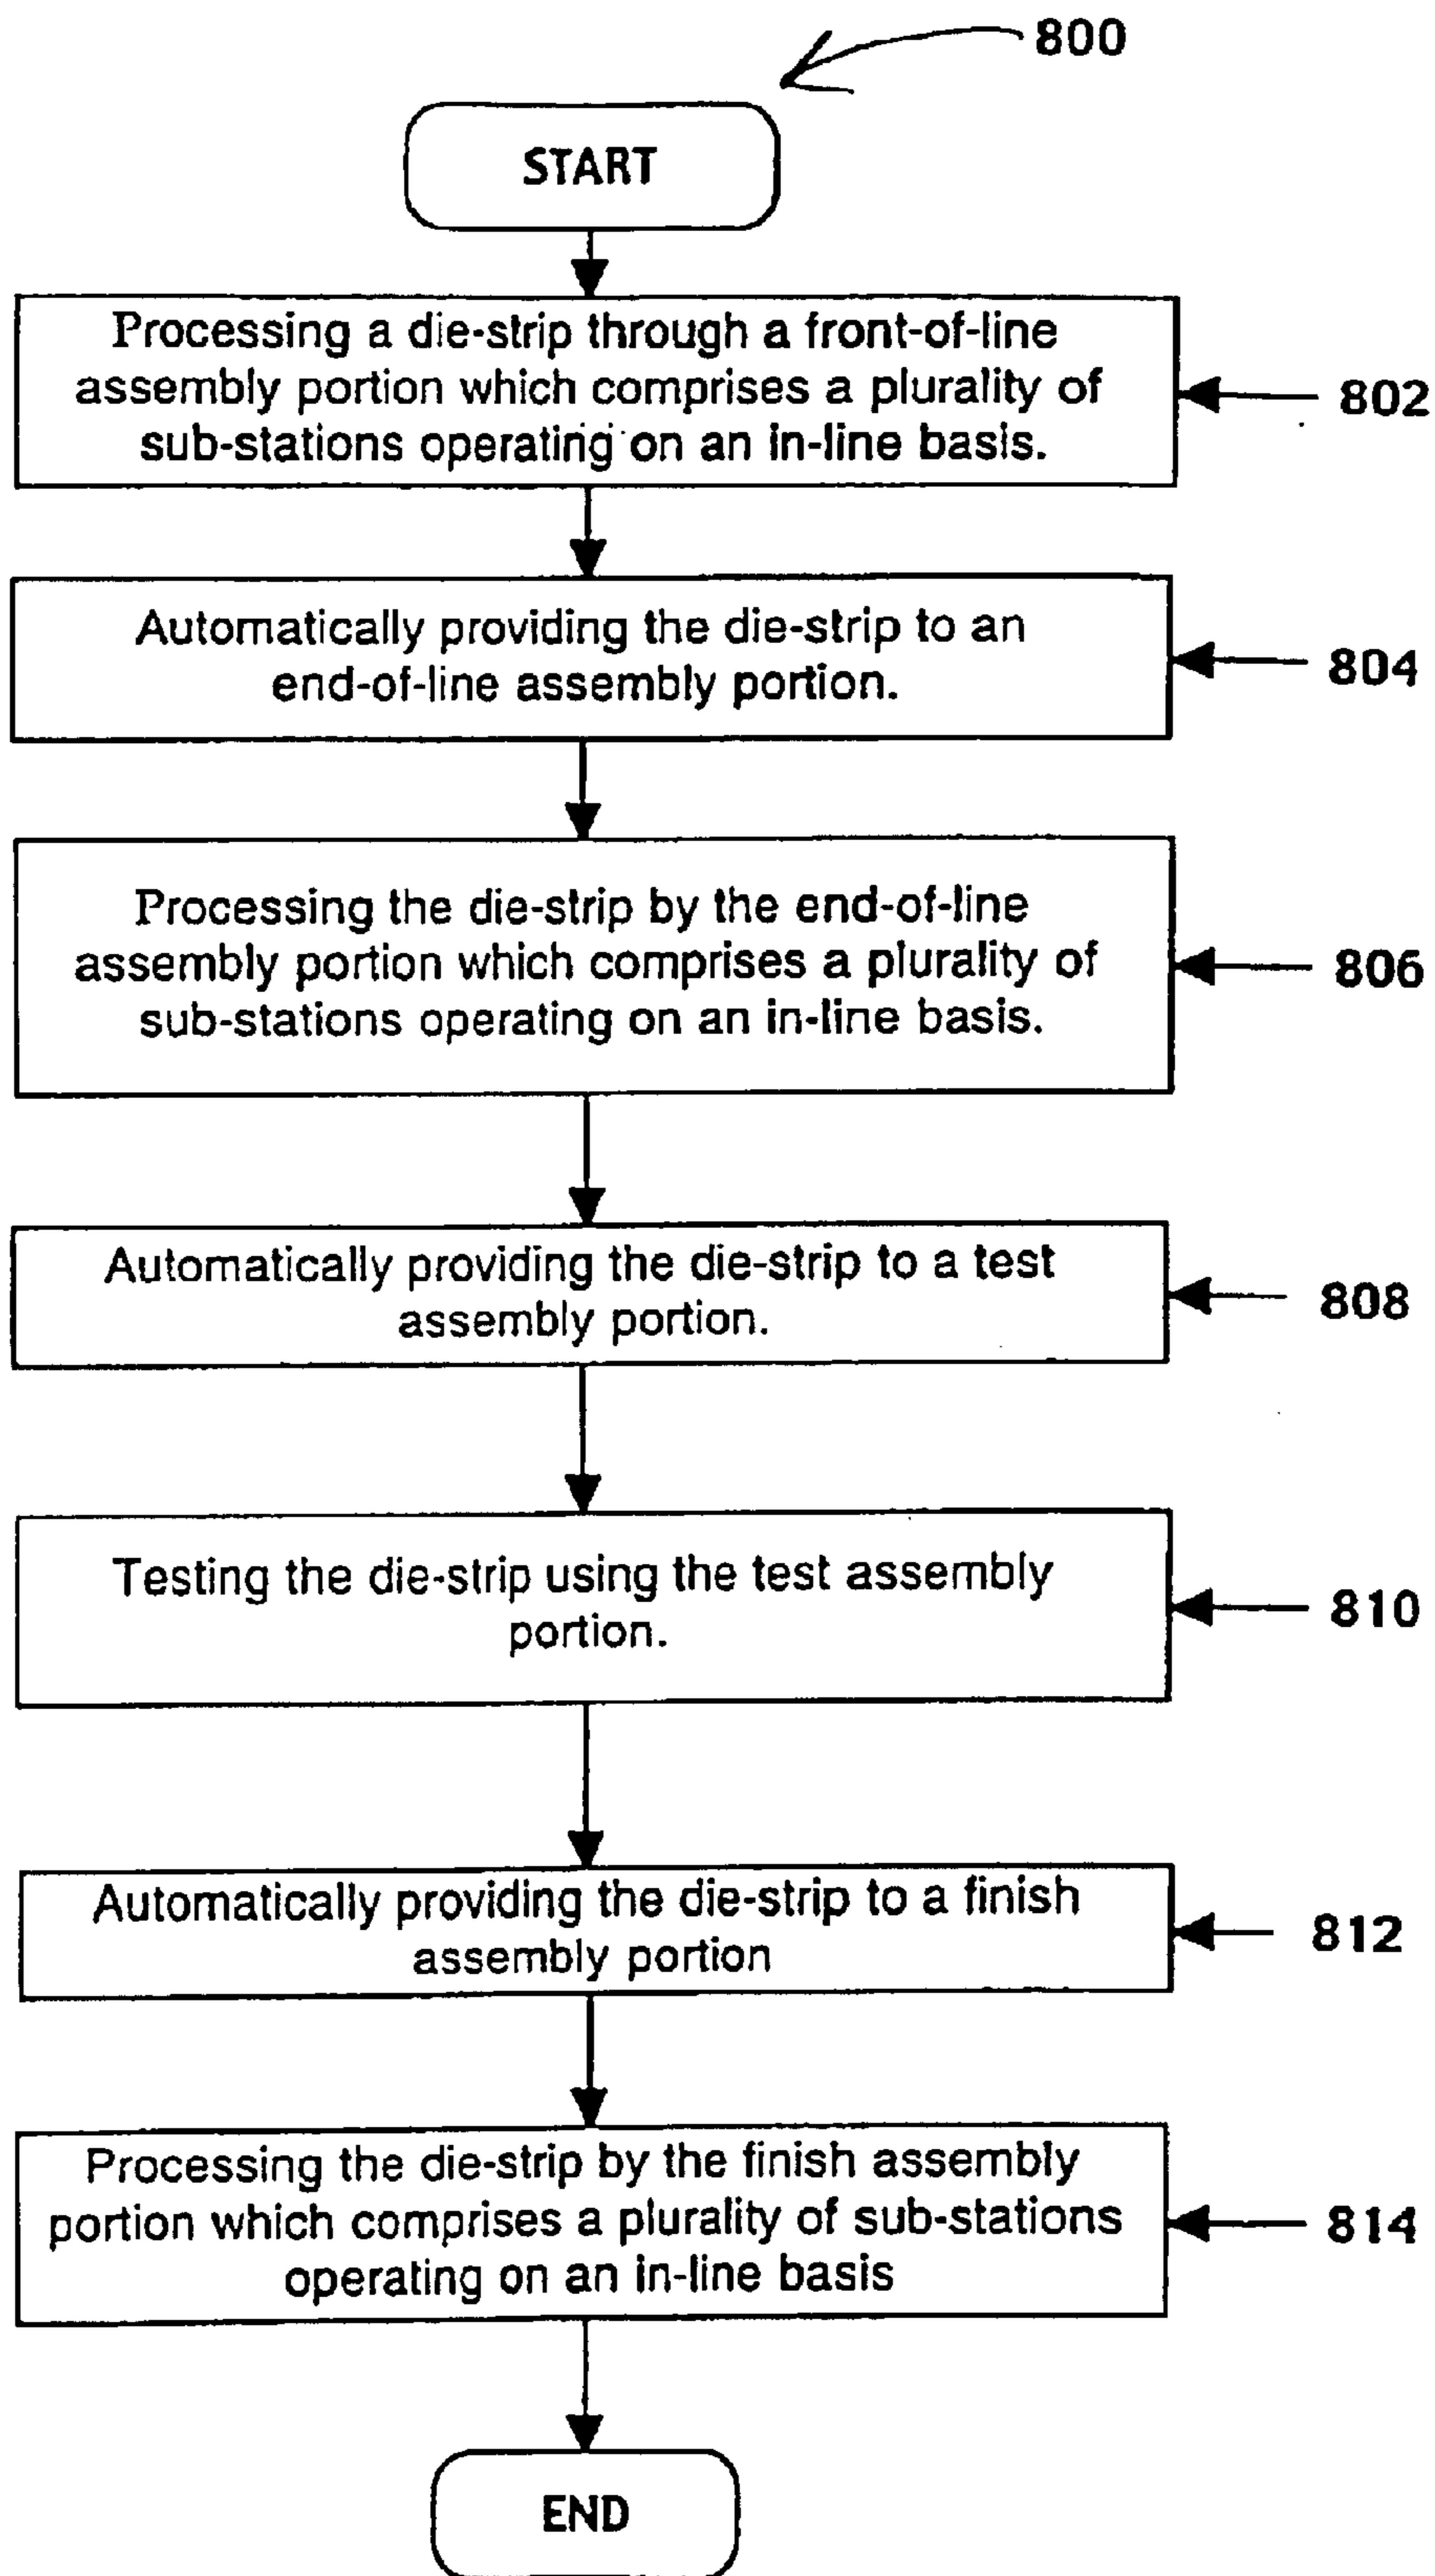 800
START
Processing a die-strip through a front-of-line
assembly portion which comprises a plurality of
sub-stations operating on an in-line basis.
802
Automatically providing the die-strip to an
end-of-line assembly portion.
804
Processing the die-strip by the end-of-line
assembly portion which comprises a plurality of
sub-stations operating on an in-line basis.
806
Automatically providing the die-strip to a test
assembly portion.
808
Testing the die-strip using the test assembly
portion.
810
Automatically providing the die-strip to a finish
assembly portion
812
Processing the die-strip by the finish assembly
portion which comprises a plurality of sub-stations
operating on an in-line basis
814
END